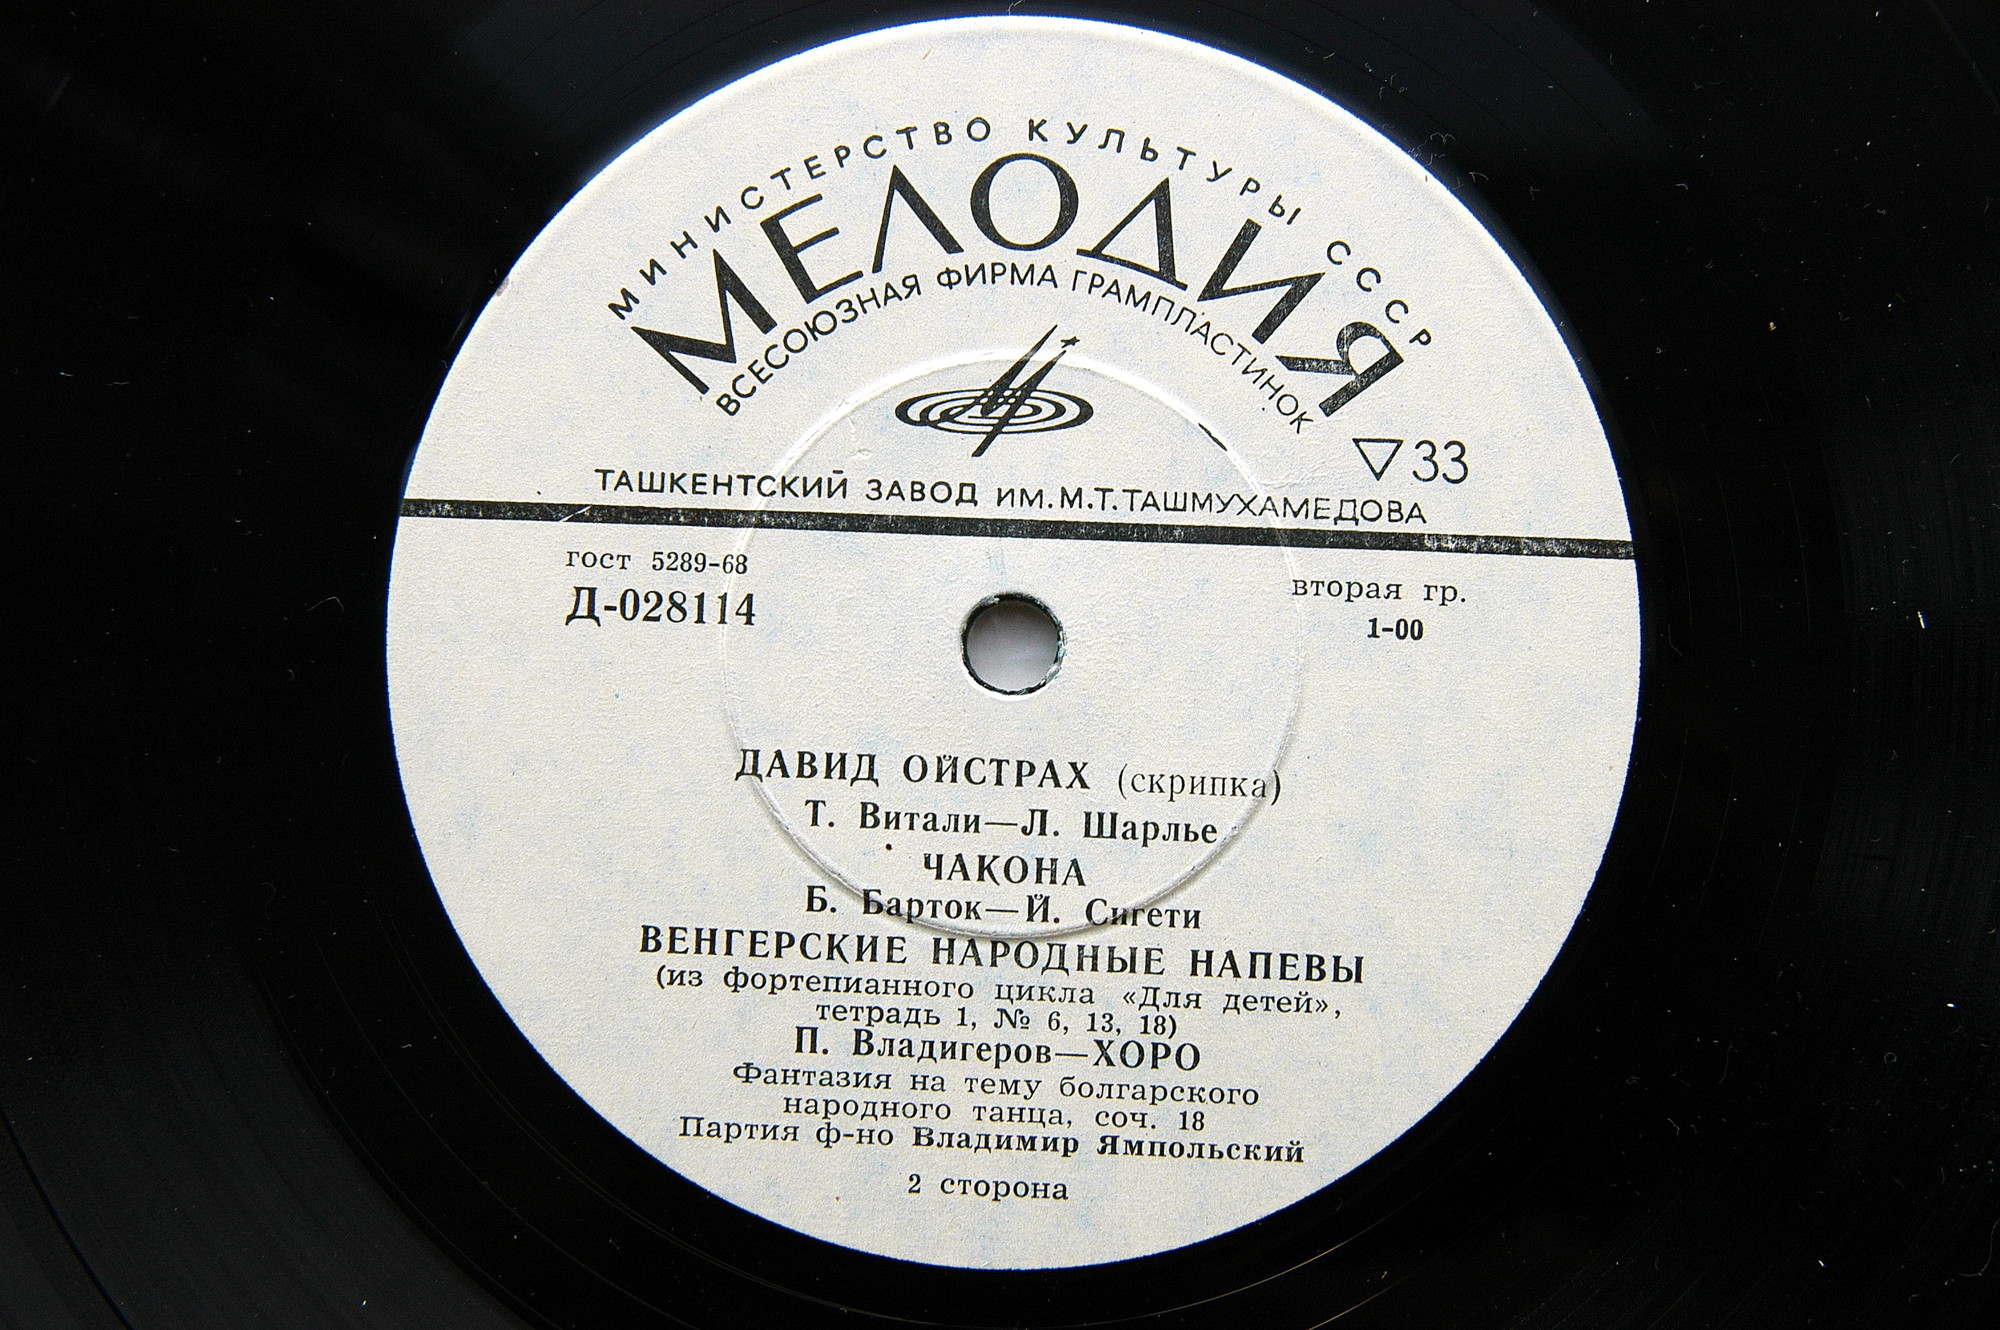 МИНИСТЕРСТВО КУЛЬТУРЫ СССР
МЕЛОДИЯ
ВСЕСОЮЗНАЯ ФИРМА ГРАМПЛАСТИНОК
▽33
ТАШКЕНТСКИЙ ЗАВОД ИМ. М.Т. ТАШМУХАМЕДОВА
гост 5289-68
Д-028114
вторая гр.
1-00
ДАВИД ОЙСТРАХ (скрипка)
Т. Витали—Л. Шарлье
ЧАКОНА
Б. Барток—Й. Сигети
ВЕНГЕРСКИЕ НАРОДНЫЕ НАПЕВЫ
(из фортепианного цикла «Для детей»,
тетрадь 1, № 6, 13, 18)
П. Владигеров—ХОРО
Фантазия на тему болгарского
народного танца, соч. 18
Партия ф-но Владимир Ямпольский
2 сторона